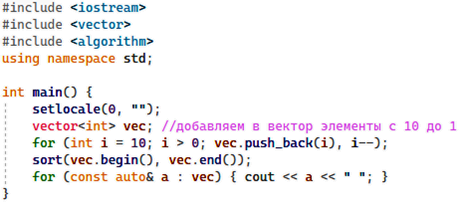 #include <iostream>
#include <vector>
#include <algorithm>
using namespace std;
int main() {
setlocale(0, "");
vector<int> vec; //добавляем в вектор элементы с 10 до 1
for (int i = 10; i > 0; vec.push_back(i), i--);
sort(vec.begin(), vec.end());
for (const auto& a : vec) { cout << a << " "; }
}